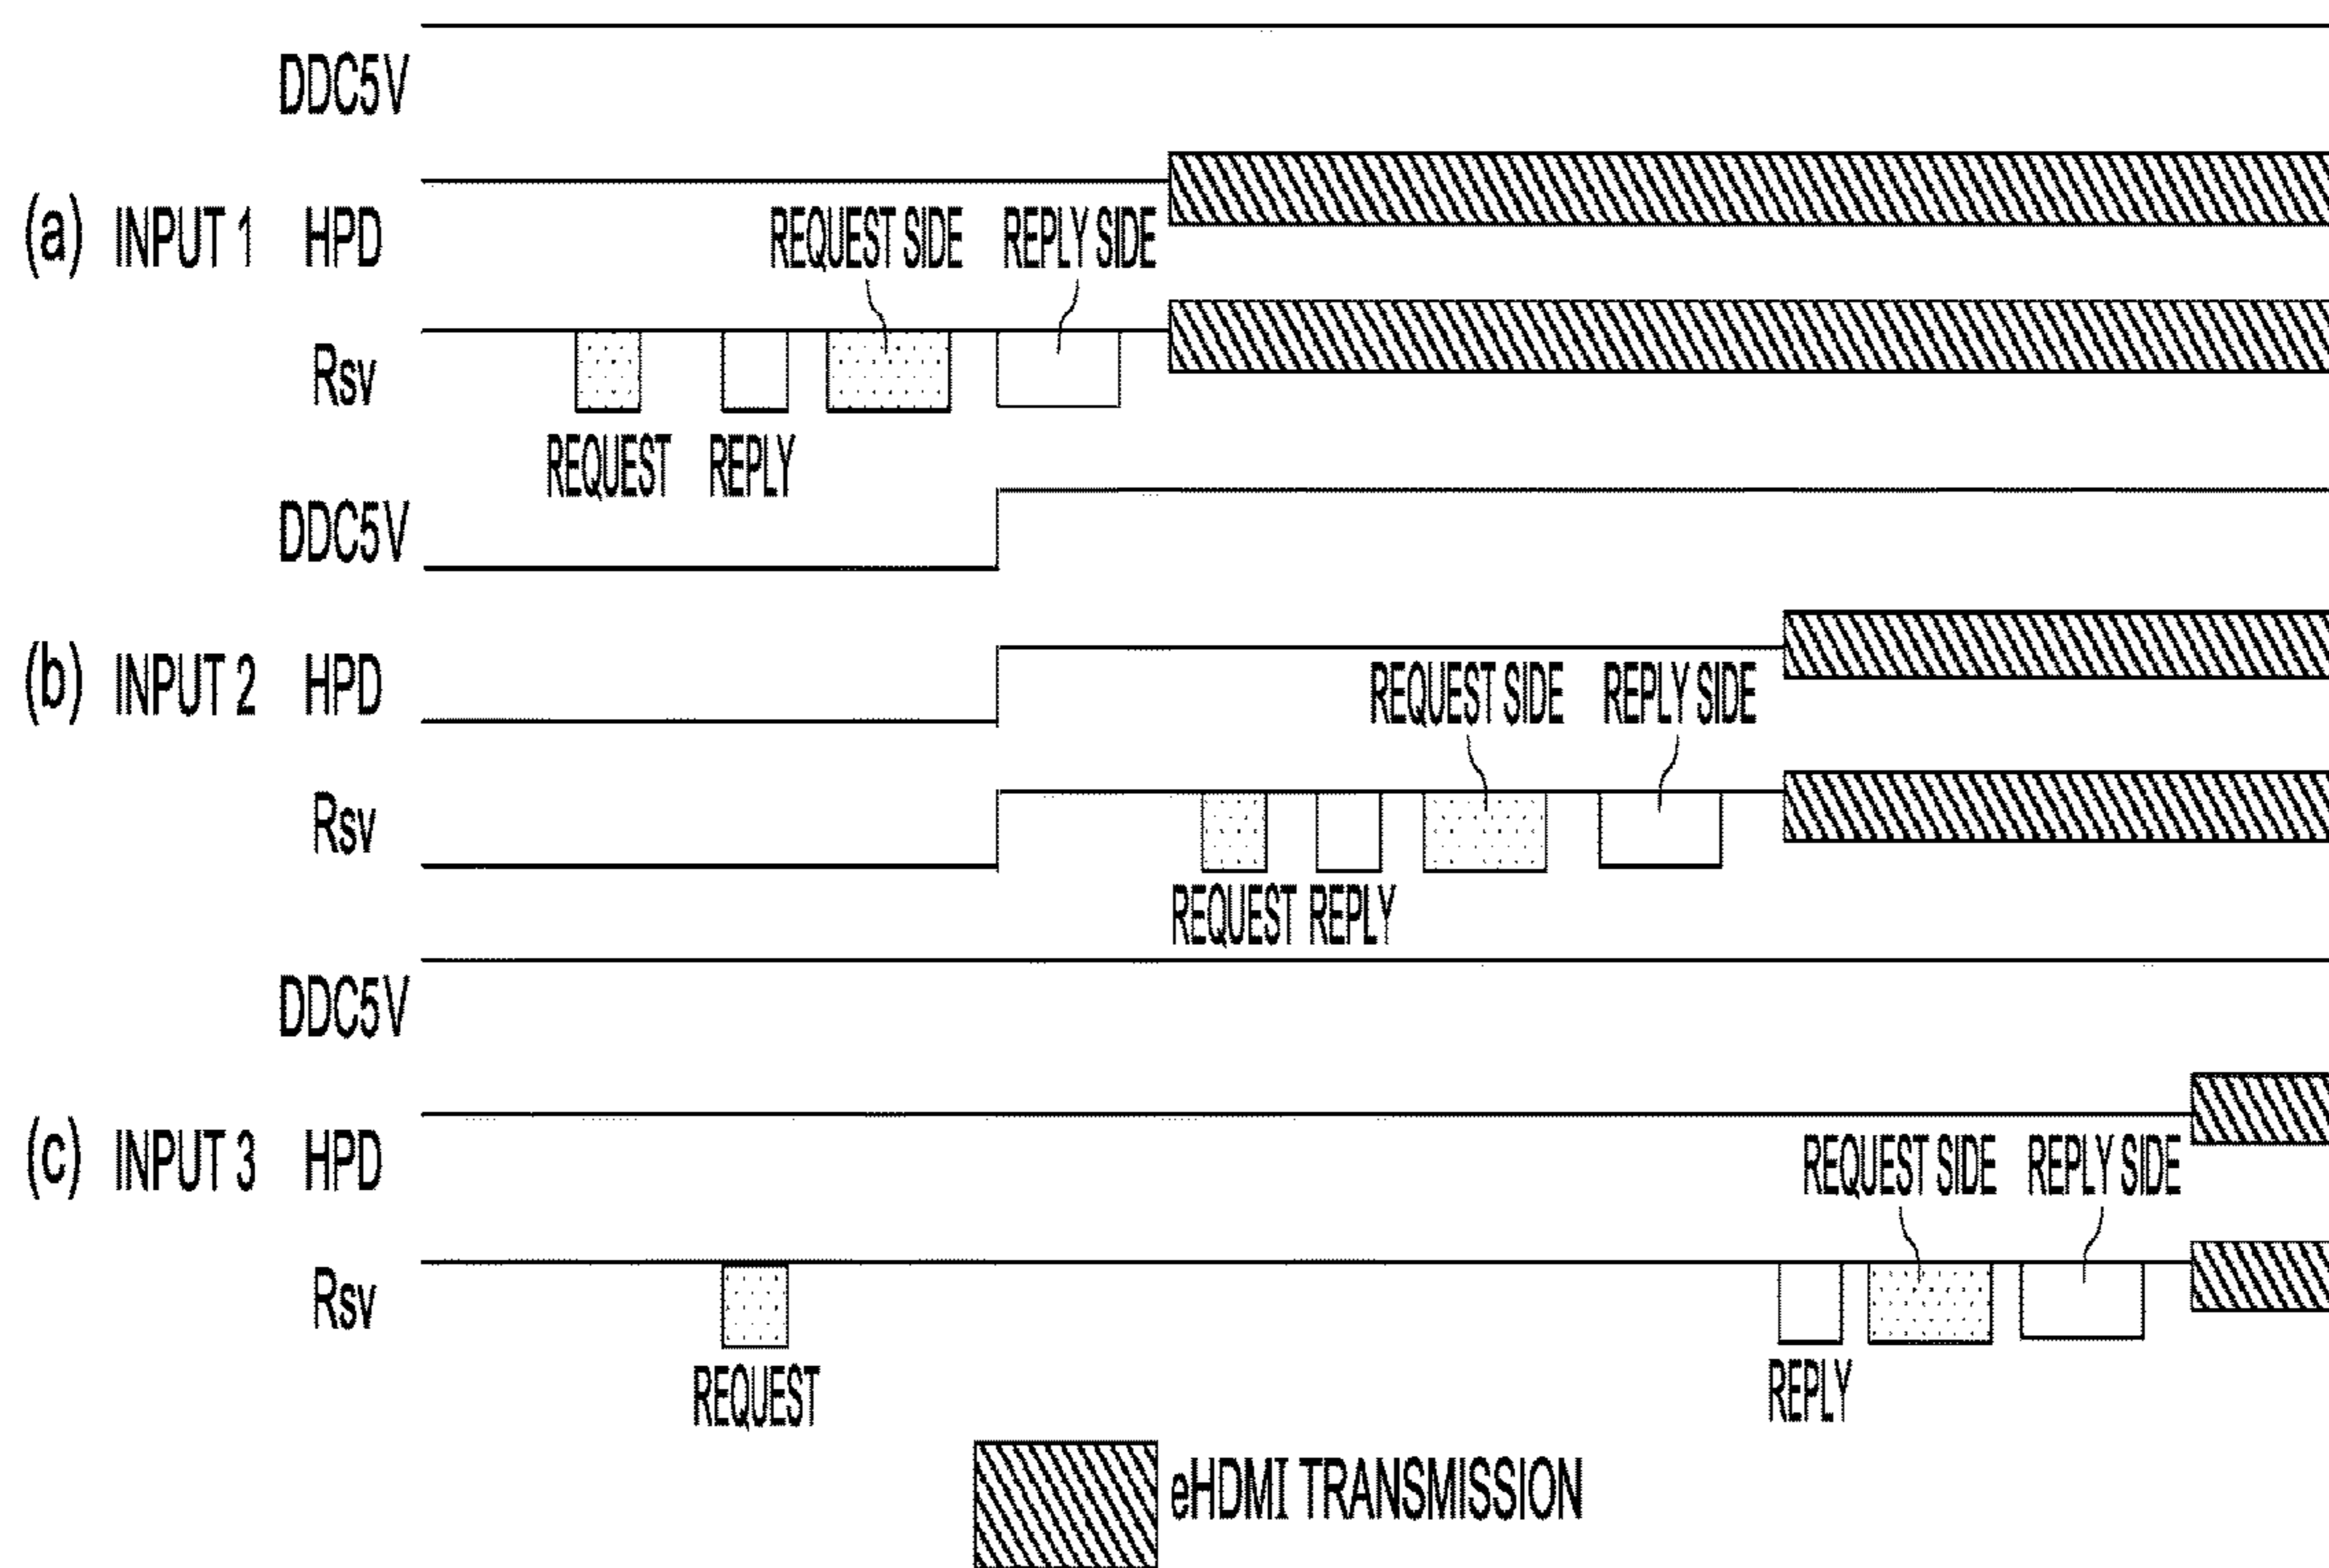 DDC5V
(a) INPUT 1 HPD
REQUEST SIDE REPLY SIDE
Rsv
REQUEST REPLY
DDC5V
(b) INPUT 2 HPD
REQUEST SIDE REPLY SIDE
Rsv
REQUEST REPLY
DDC5V
(c) INPUT 3 HPD
REQUEST SIDE REPLY SIDE
Rsv
REQUEST REPLY
eHDMI TRANSMISSION